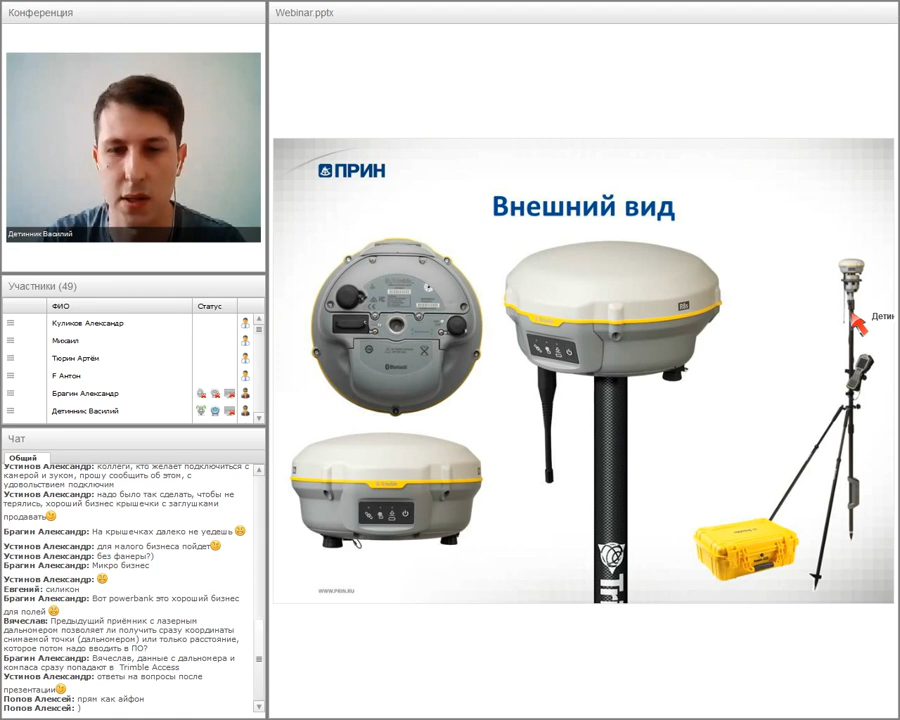 Конференция
Детинник Василий
Участники (49)
ФИО
Статус
Куликов Александр
Михаил
Тюрин Артём
F Антон
Брагин Александр
Детинник Василий
Чат
Общий
Устинов Александр: коллеги, кто желает подключиться с
камерой и зуком, прошу сообщить об этом, с
удовольствием подключим
Устинов Александр: надо было так сделать, чтобы не
терялись, хороший бизнес крышечки с заглушками
продавать
Брагин Александр: На крышечках далеко не уедешь
Устинов Александр: для малого бизнеса пойдет
Устинов Александр: без фанеры?)
Брагин Александр: Микро бизнес
Устинов Александр:
Евгений: силикон
Брагин Александр: Вот powerbank это хороший бизнес
для полей
Вячеслав: Предыдущий приёмник с лазерным
дальномером позволяет ли получить сразу координаты
снимаемой точки (дальномером) или только расстояние,
которое потом надо вводить в ПО?
Брагин Александр: Вячеслав, данные с дальномера и
компаса сразу попадают в Trimble Access
Устинов Александр: ответы на вопросы после
презентации
Попов Алексей: прям как айфон
Попов Алексей: )
Webinar.pptx
ПРИН
Внешний вид
Bluetooth
R8s
Tri
Детин
WWW.PRIN.RU